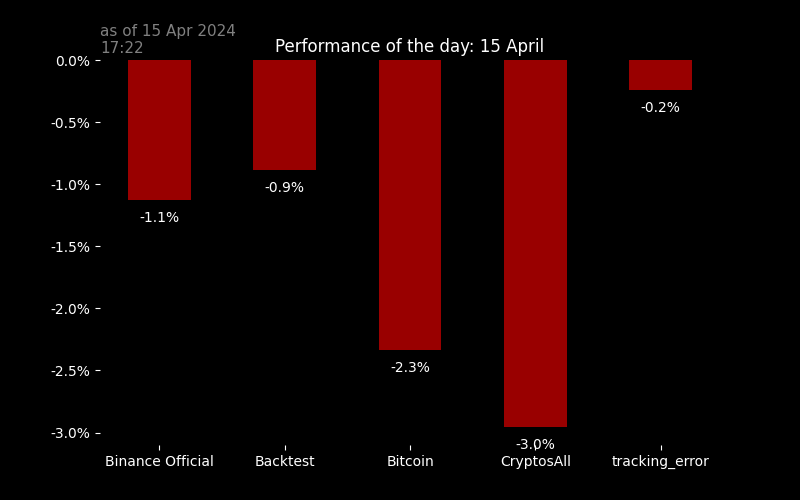 as of 15 Apr 2024
17:22
Performance of the day: 15 April
0.0%
-0.5%
-1.0%
-1.5%
-2.0%
-2.5%
-3.0%
-1.1%
-0.9%
-2.3%
-3.0%
-0.2%
Binance Official
Backtest
Bitcoin
CryptosAll
tracking_error